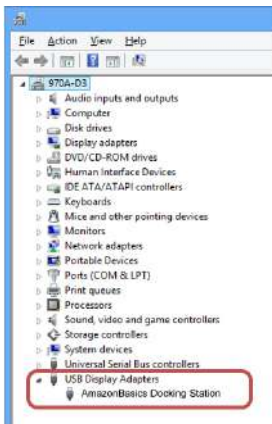 File Action View Help
970A-D3
Audio inputs and outputs
Computer
Disk drives
Display adapters
DVD/CD-ROM drives
Human Interface Devices
IDE ATA/ATAPI controllers
Keyboards
Mice and other pointing devices
Monitors
Network adapters
Portable Devices
Ports (COM & LPT)
Print queues
Processors
Sound, video and game controllers
Storage controllers
System devices
Universal Serial Bus controllers
USB Display Adapters
AmazonBasics Docking Station